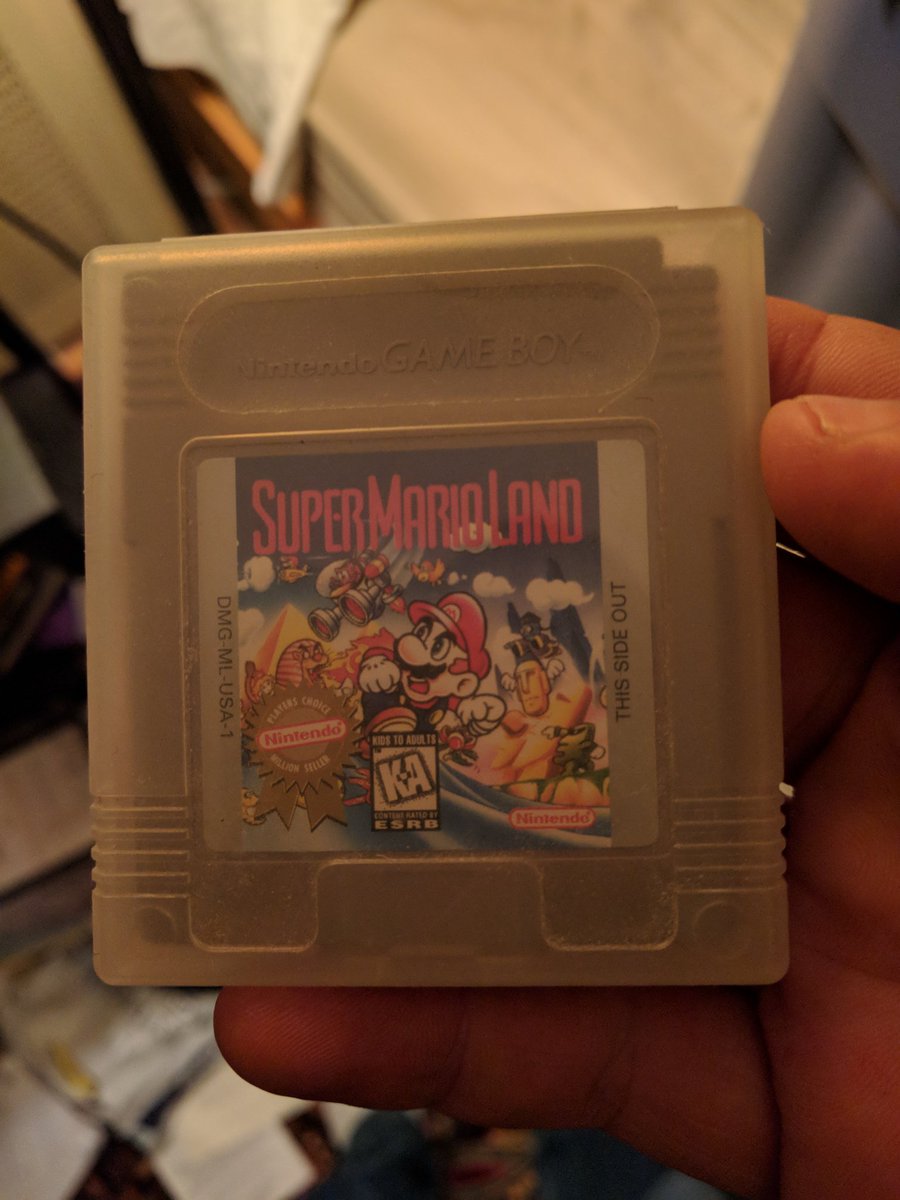 Nintendo GAME BOY™
SUPER MARIO LAND
DMG-ML-USA-1
THIS SIDE OUT
PLAYERS CHOICE
Nintendo®
MILLION SELLER
KIDS TO ADULTS
KA
CONTENT RATED BY
ESRB
Nintendo®
M